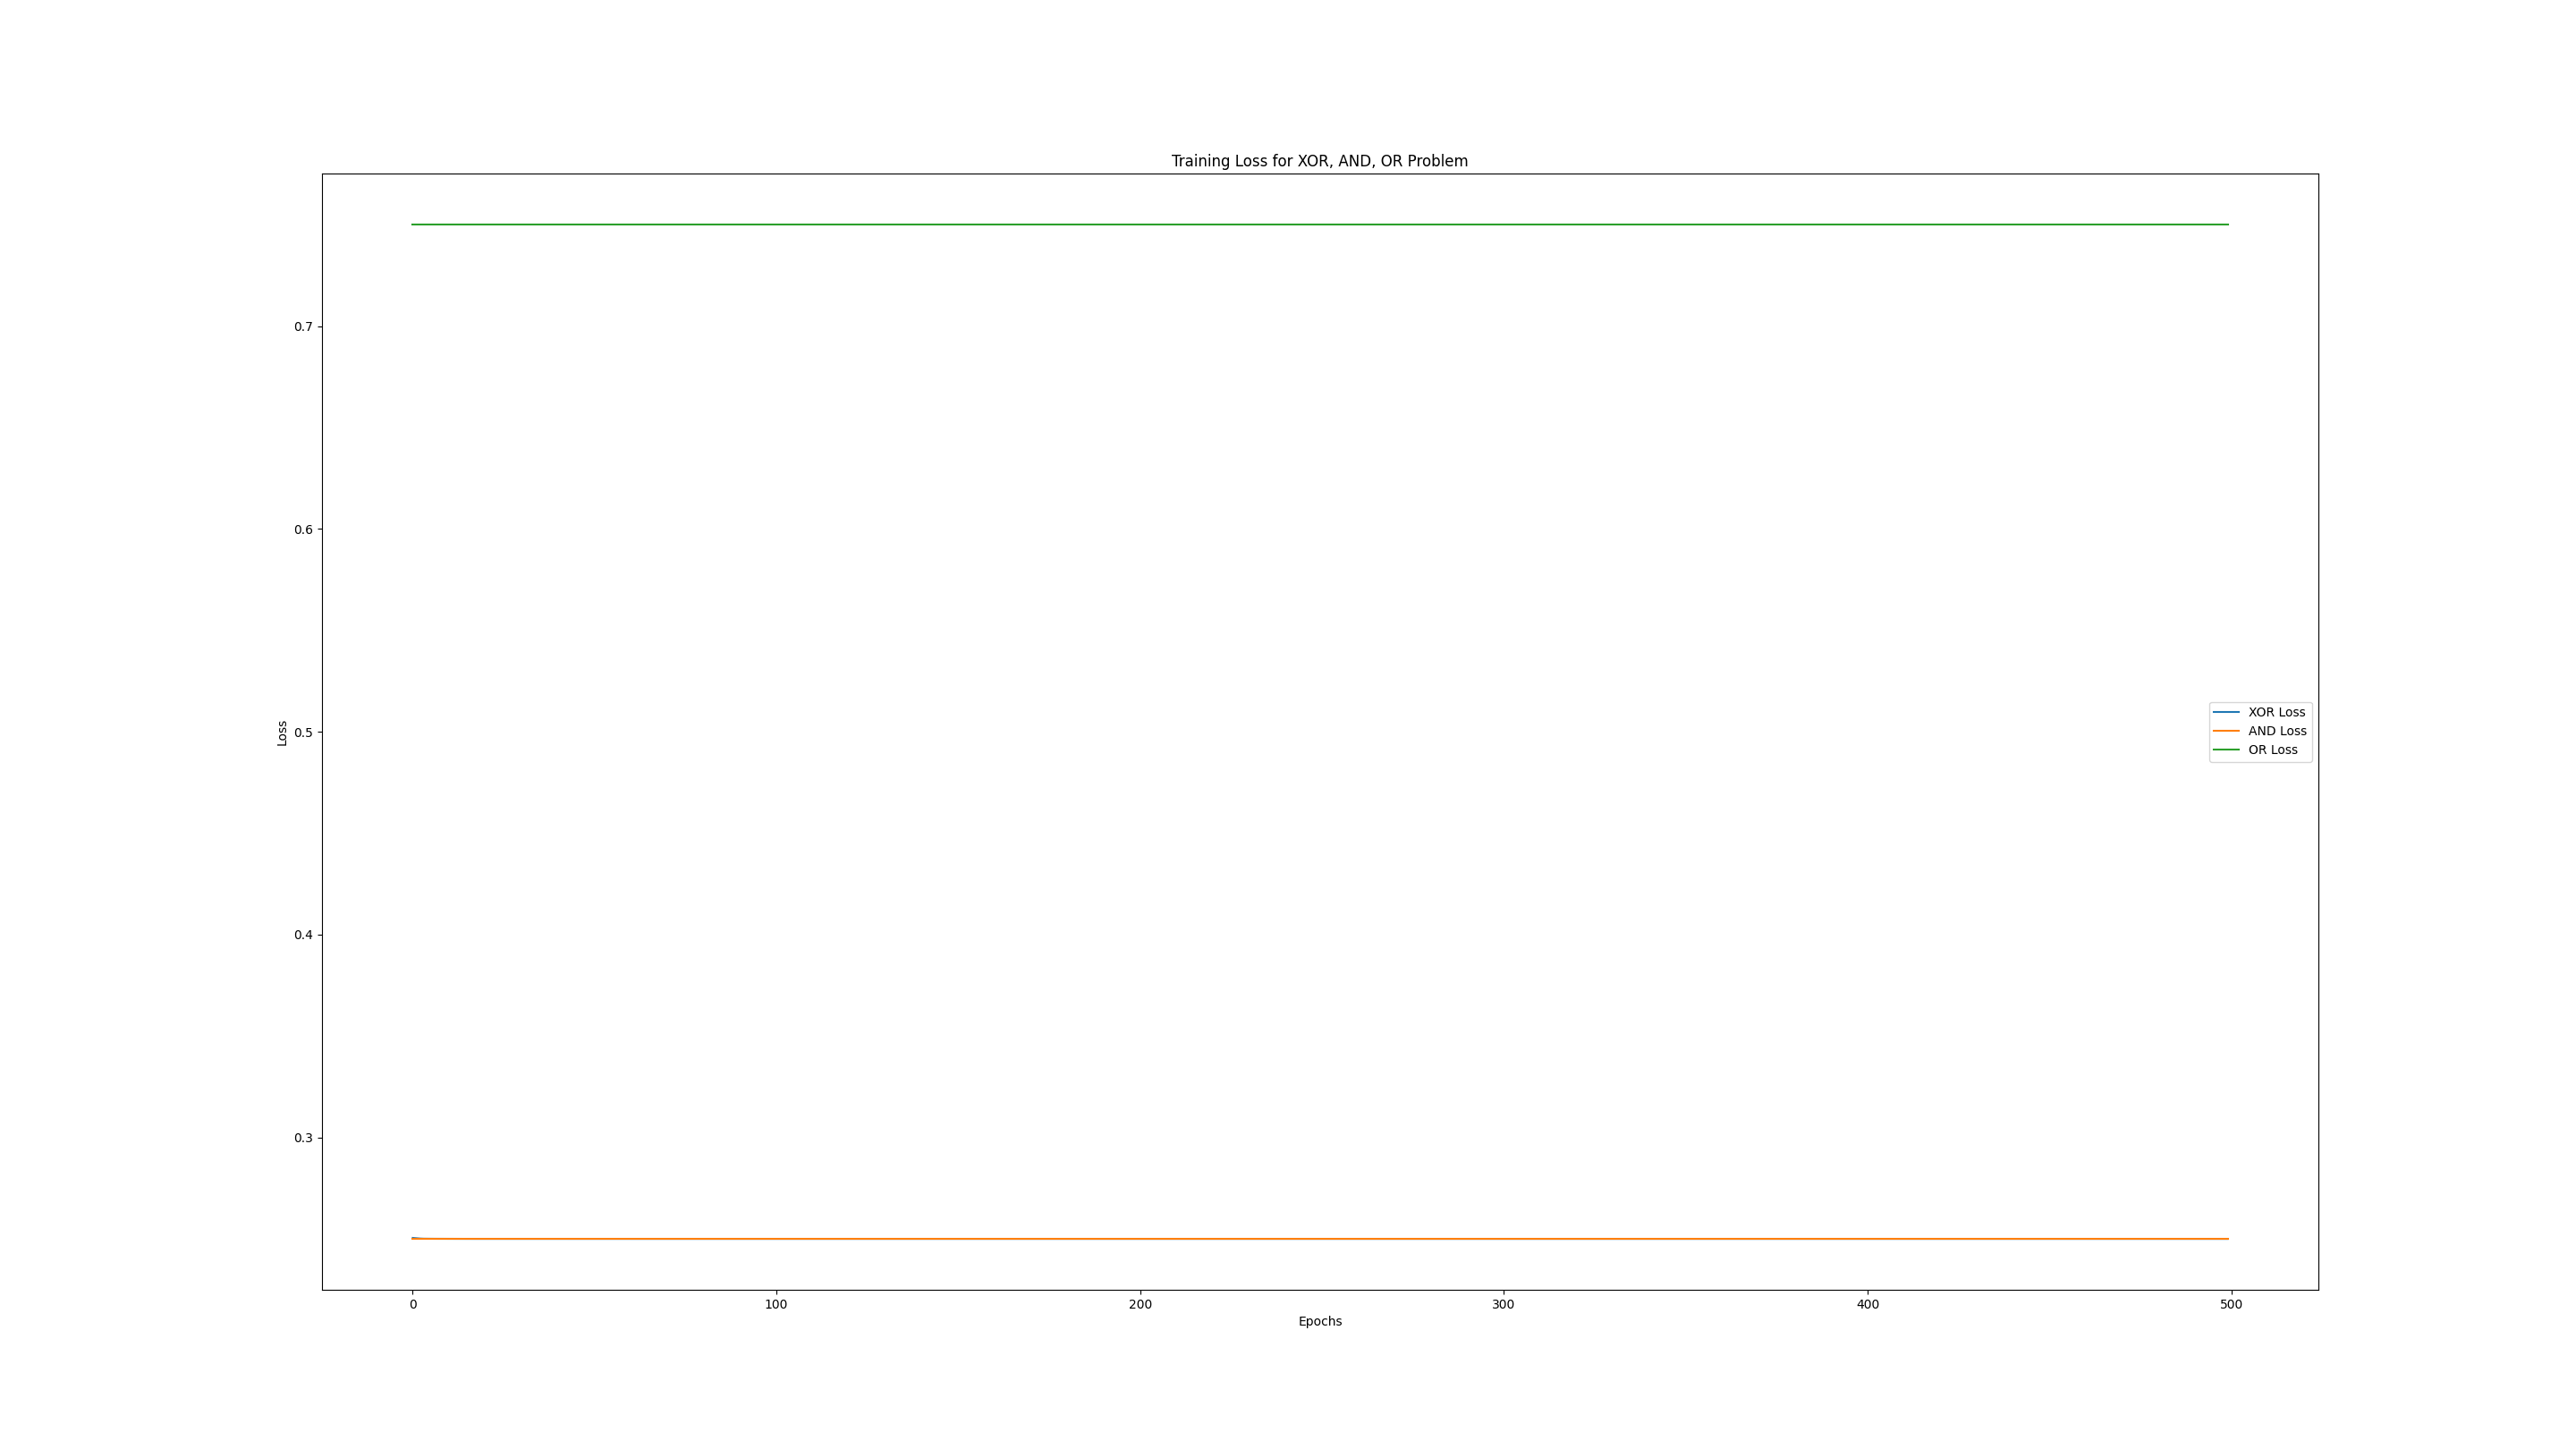 Training Loss for XOR, AND, OR Problem
0.7
0.6
0.5
0.4
0.3
Loss
XOR Loss
AND Loss
OR Loss
0 100 200 300 400 500
Epochs